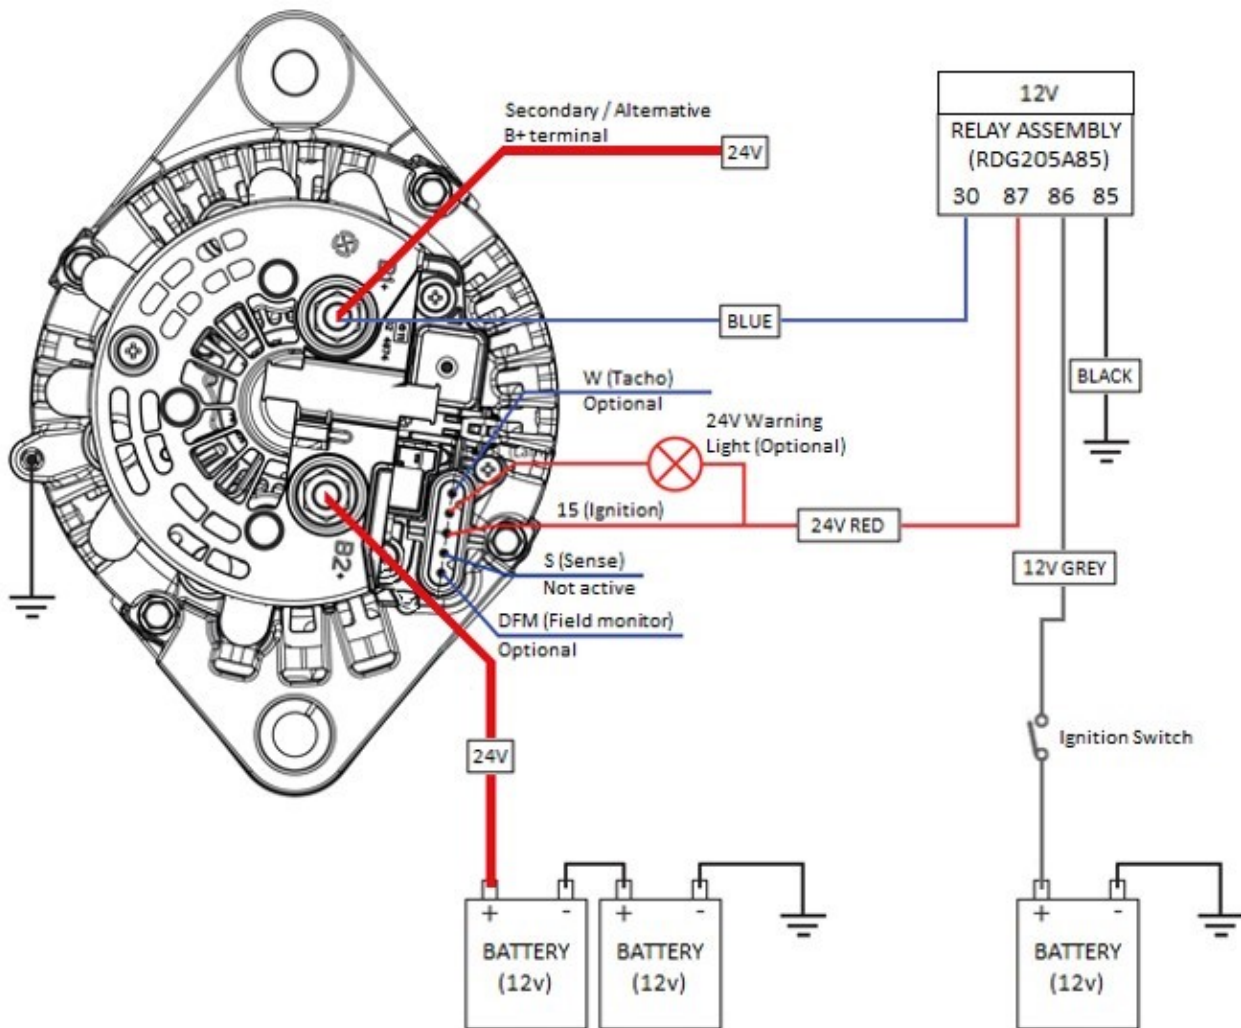 Secondary / Alternative
B+ terminal
24V
12V
RELAY ASSEMBLY
(RDG205A85)
30 87 86 85
BLUE
BLACK
W (Tacho)
Optional
24V Warning
Light (Optional)
15 (Ignition)
24V RED
S (Sense)
Not active
12V GREY
DFM (Field monitor)
Optional
B2+
24V
Ignition Switch
+ -
BATTERY
(12v)
+ -
BATTERY
(12v)
+ -
BATTERY
(12v)